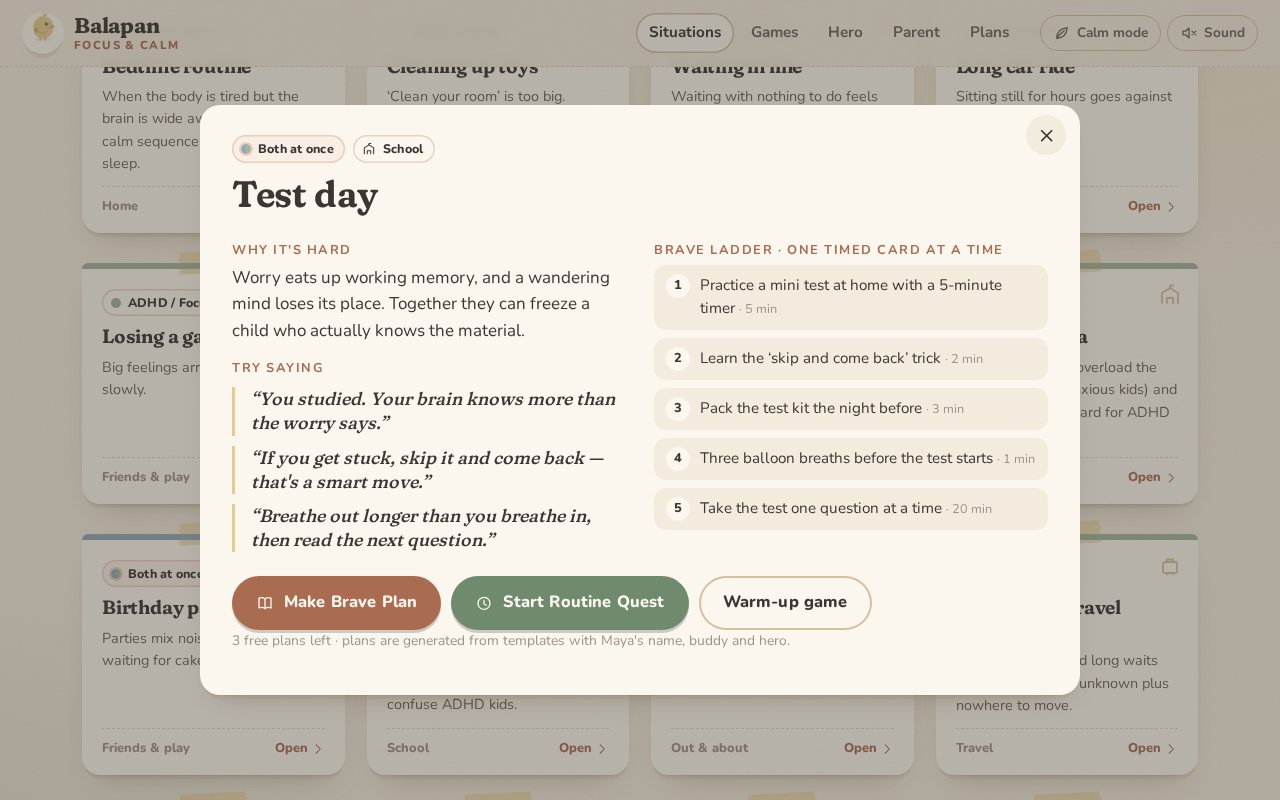 Balapan
FOCUS & CALM
Situations
Games
Hero
Parent
Plans
Calm mode
Sound
Bedtime routine
Cleaning up toys
Waiting in line
Long car ride
When the body is tired but the
‘Clean your room’ is too big.
Waiting with nothing to do feels
Sitting still for hours goes against
brain is wide
calm sequence
sleep.
Home
Open
Both at once
School
Test day
WHY IT'S HARD
Worry eats up working memory, and a wandering
mind loses its place. Together they can freeze a
child who actually knows the material.
TRY SAYING
“You studied. Your brain knows more than
the worry says.”
“If you get stuck, skip it and come back —
that's a smart move.”
“Breathe out longer than you breathe in,
then read the next question.”
BRAVE LADDER · ONE TIMED CARD AT A TIME
1 Practice a mini test at home with a 5-minute
timer · 5 min
2 Learn the ‘skip and come back’ trick · 2 min
3 Pack the test kit the night before · 3 min
4 Three balloon breaths before the test starts · 1 min
5 Take the test one question at a time · 20 min
Make Brave Plan
Start Routine Quest
Warm-up game
3 free plans left · plans are generated from templates with Maya's name, buddy and hero.
ADHD / Foc
Losing a ga
Big feelings arr
slowly.
Friends & play
overload the
xious kids) and
ard for ADHD
Open
Both at once
Birthday p
Parties mix nois
waiting for cake
Friends & play
Open
confuse ADHD kids.
School
Open
Out & about
Open
ravel
d long waits
unknown plus
nowhere to move.
Travel
Open